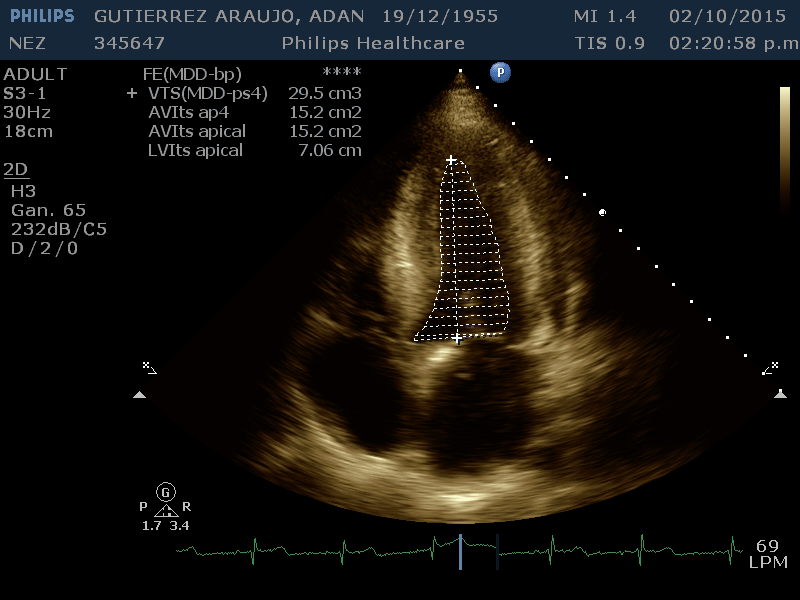 PHILIPS GUTIERREZ ARAUJO, ADAN 19/12/1955 MI 1.4 02/10/2015
NEZ 345647 Philips Healthcare TIS 0.9 02:20:58 p.m
ADULT
S3-1
30Hz
18cm
2D
H3
Gan. 65
232dB/C5
D/2/0
FE(MDD-bp) ****
+ VTS(MDD-ps4) 29.5 cm3
AVIts ap4 15.2 cm2
AVIts apical 15.2 cm2
LVIts apical 7.06 cm
P
G
P R
1.7 3.4
69
LPM